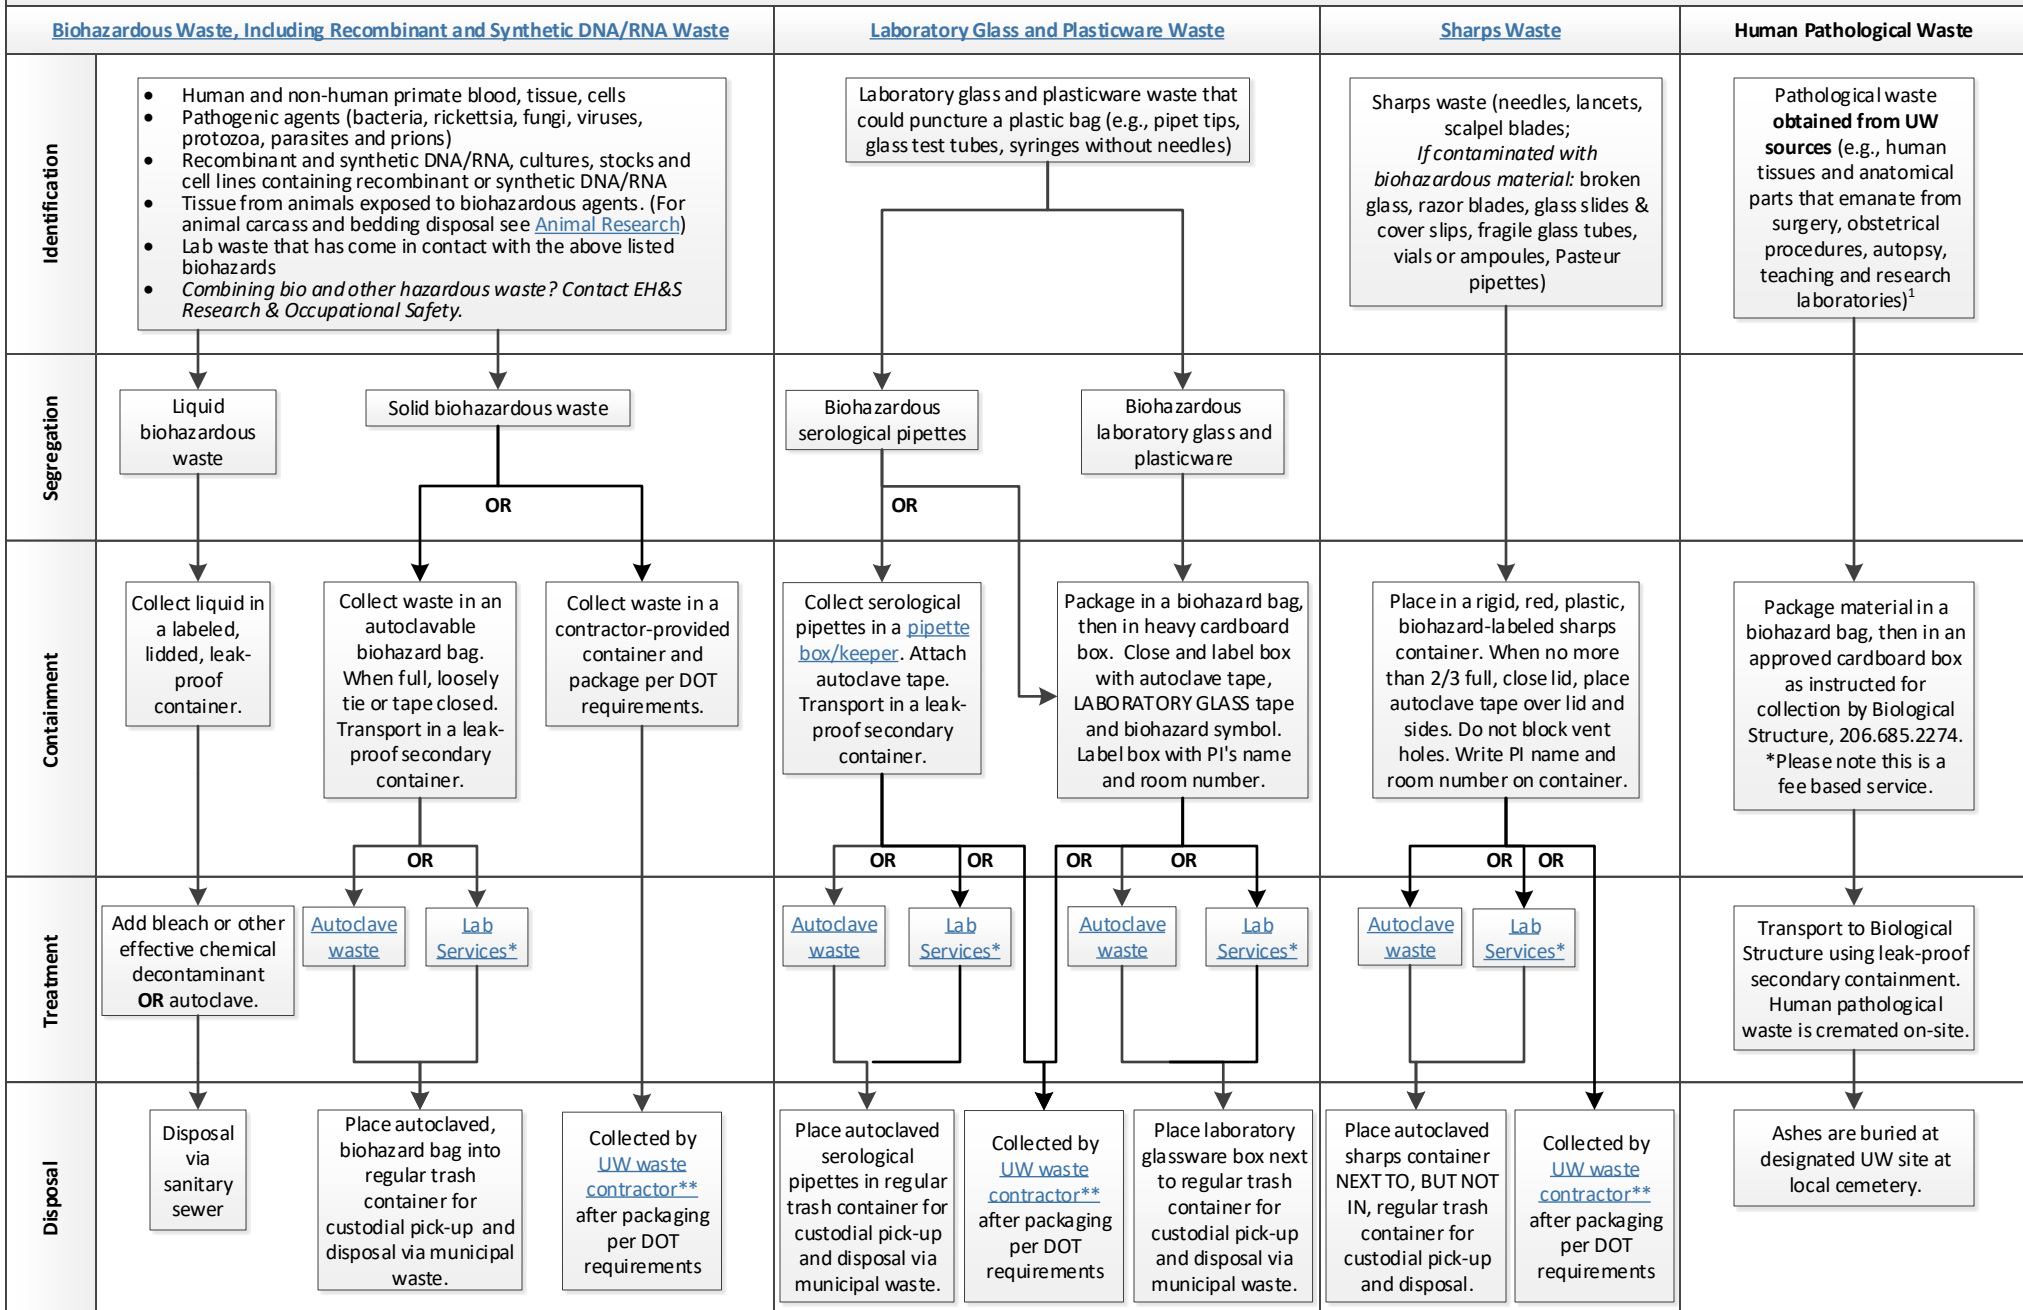 Biohazardous Waste, Including Recombinant and Synthetic DNA/RNA Waste
Laboratory Glass and Plasticware Waste
Sharps Waste
Human Pathological Waste
Identification
• Human and non-human primate blood, tissue, cells
• Pathogenic agents (bacteria, rickettsia, fungi, viruses,
protozoa, parasites and prions)
• Recombinant and synthetic DNA/RNA, cultures, stocks and
cell lines containing recombinant or synthetic DNA/RNA
• Tissue from animals exposed to biohazardous agents. (For
animal carcass and bedding disposal see Animal Research)
• Lab waste that has come in contact with the above listed
biohazards
• Combining bio and other hazardous waste? Contact EH&S
Research & Occupational Safety.
Laboratory glass and plasticware waste that
could puncture a plastic bag (e.g., pipet tips,
glass test tubes, syringes without needles)
Sharps waste (needles, lancets,
scalpel blades;
If contaminated with
biohazardous material: broken
glass, razor blades, glass slides &
cover slips, fragile glass tubes,
vials or ampoules, Pasteur
pipettes)
Pathological waste
obtained from UW
sources (e.g., human
tissues and anatomical
parts that emanate from
surgery, obstetrical
procedures, autopsy,
teaching and research
laboratories)1
Segregation
Liquid
biohazardous
waste
Solid biohazardous waste
OR
Biohazardous
serological pipettes
OR
Biohazardous
laboratory glass and
plasticware
Containment
Collect liquid in
a labeled,
lidded, leak-
proof
container.
Collect waste in an
autoclavable
biohazard bag.
When full, loosely
tie or tape closed.
Transport in a leak-
proof secondary
container.
Collect waste in a
contractor-provided
container and
package per DOT
requirements.
Collect serological
pipettes in a pipette
box/keeper. Attach
autoclave tape.
Transport in a leak-
proof secondary
container.
Package in a biohazard bag,
then in heavy cardboard
box. Close and label box
with autoclave tape,
LABORATORY GLASS tape
and biohazard symbol.
Label box with PI's name
and room number.
Place in a rigid, red, plastic,
biohazard-labeled sharps
container. When no more
than 2/3 full, close lid, place
autoclave tape over lid and
sides. Do not block vent
holes. Write PI name and
room number on container.
Package material in a
biohazard bag, then in an
approved cardboard box
as instructed for
collection by Biological
Structure, 206.685.2274.
*Please note this is a
fee based service.
OR
OR
OR
OR
OR
OR
OR
Treatment
Add bleach or other
effective chemical
decontaminant
OR autoclave.
Autoclave
waste
Lab
Services*
Autoclave
waste
Lab
Services*
Autoclave
waste
Lab
Services*
Autoclave
waste
Lab
Services*
Transport to Biological
Structure using leak-proof
secondary containment.
Human pathological
waste is cremated on-site.
Disposal
Disposal
via
sanitary
sewer
Place autoclaved,
biohazard bag into
regular trash
container for
custodial pick-up and
disposal via municipal
waste.
Collected by
UW waste
contractor**
after packaging
per DOT
requirements
Place autoclaved
serological
pipettes in regular
trash container for
custodial pick-up
and disposal via
municipal waste.
Collected by
UW waste
contractor**
after packaging
per DOT
requirements
Place laboratory
glassware box next
to regular trash
container for
custodial pick-up
and disposal via
municipal waste.
Place autoclaved
sharps container
NEXT TO, BUT NOT
IN, regular trash
container for
custodial pick-up
and disposal.
Collected by
UW waste
contractor**
after packaging
per DOT
requirements
Ashes are buried at
designated UW site at
local cemetery.